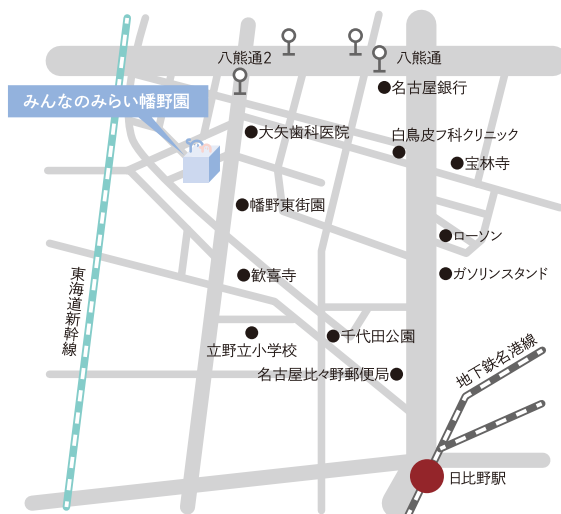 八熊通2
八熊通
名古屋銀行
みんなのみらい幡野園
大矢歯科医院
白鳥皮フ科クリニック
宝林寺
幡野東街園
ローソン
歓喜寺
ガソリンスタンド
東海道新幹線
千代田公園
立野立小学校
地下鉄名港線
名古屋比々野郵便局
日比野駅